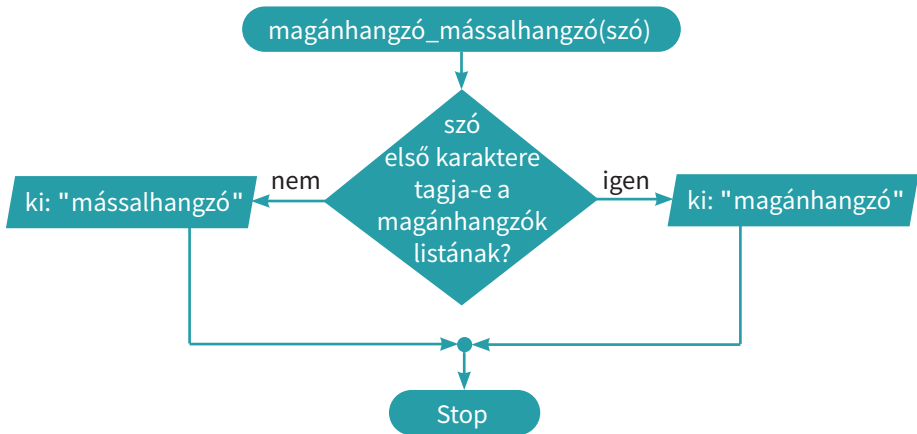 magánhangzó_mássalhangzó(szó)
szó
első karaktere
tagja-e a
magánhangzók
listának?
nem
igen
ki: "mássalhangzó"
ki: "magánhangzó"
Stop